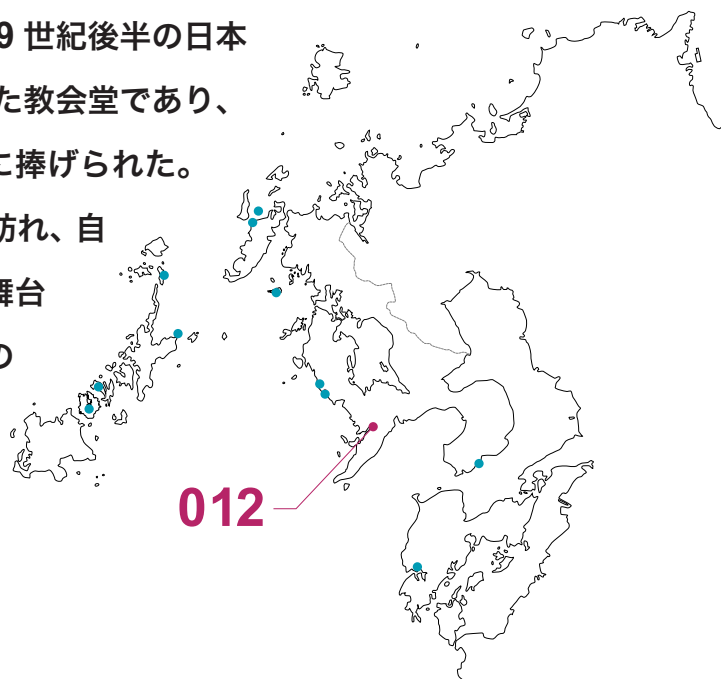 9 世紀後半の日本
た教会堂であり、
に捧げられた。
訪れ、自
舞台
の
012